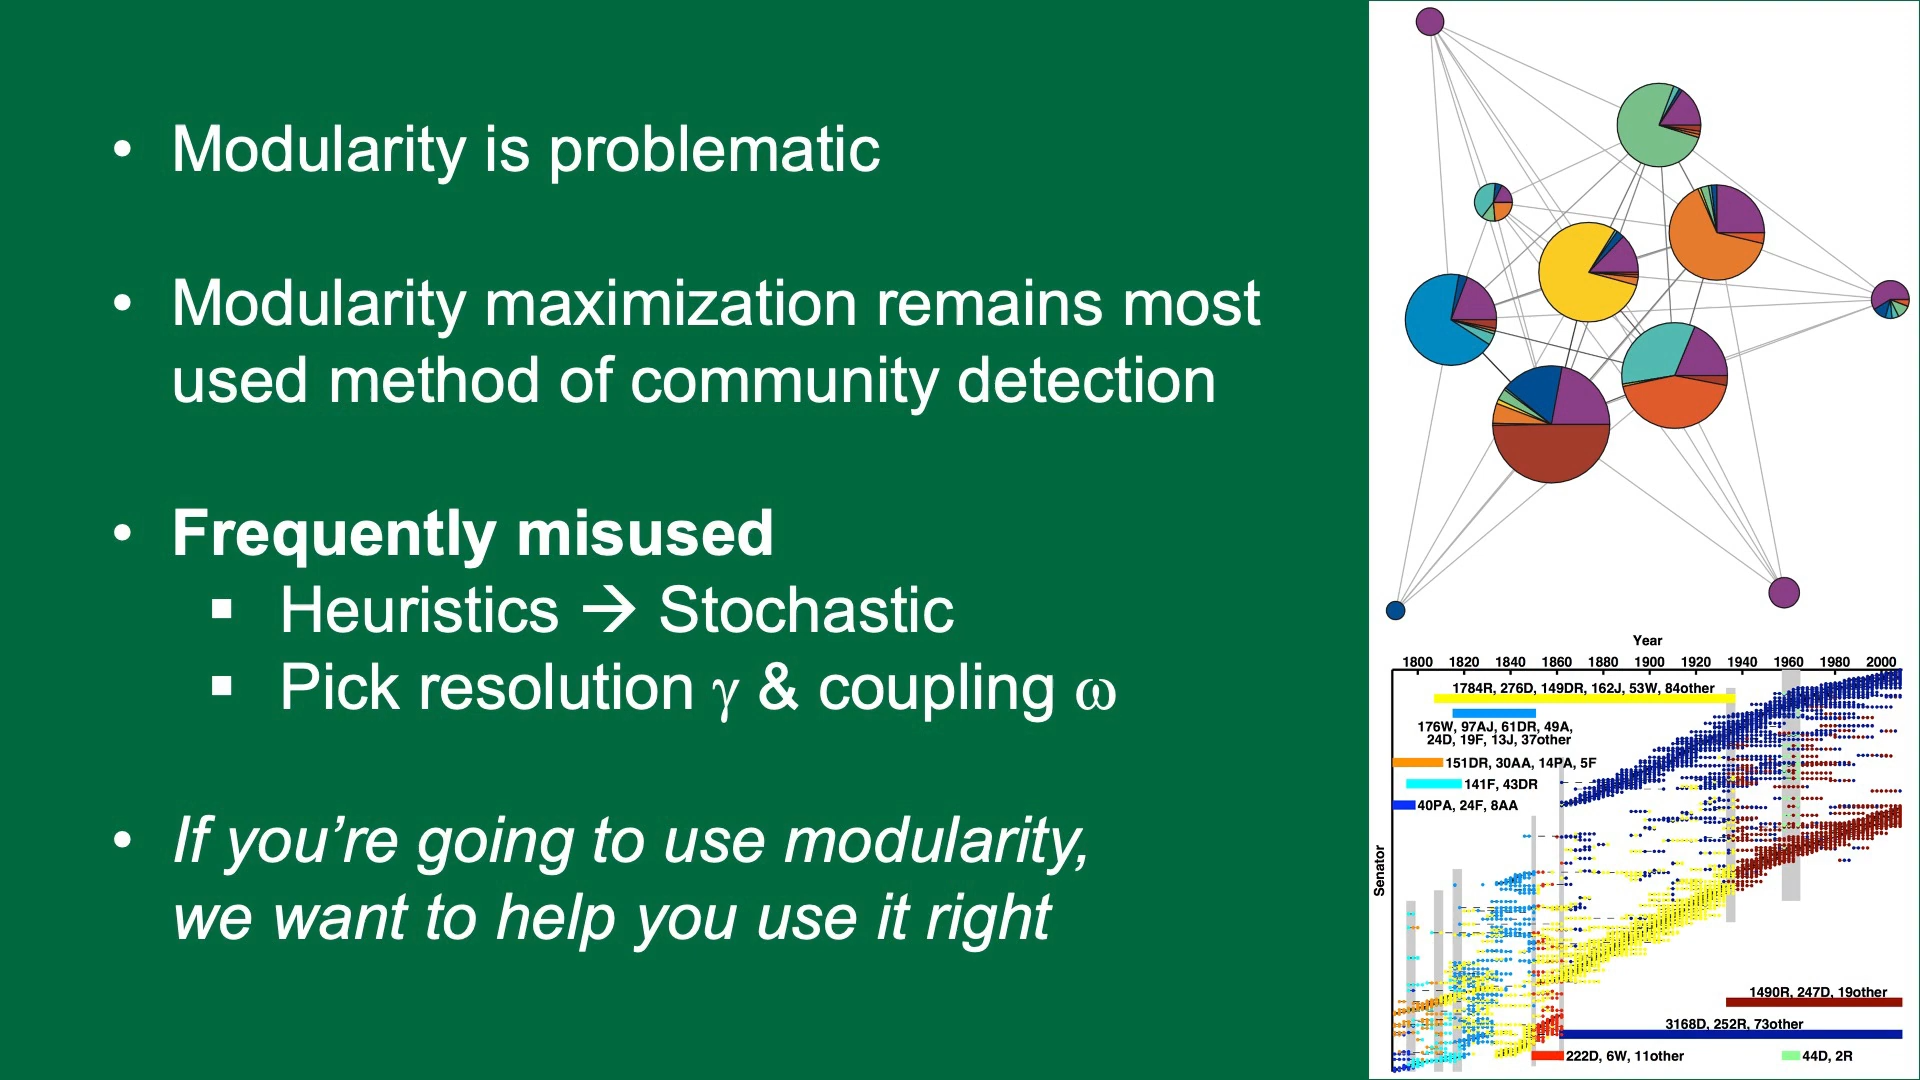 • Modularity is problematic
• Modularity maximization remains most
used method of community detection
• Frequently misused
▪ Heuristics → Stochastic
▪ Pick resolution γ & coupling ω
• If you’re going to use modularity,
we want to help you use it right
Year
1800 1820 1840 1860 1880 1900 1920 1940 1960 1980 2000
1784R, 276D, 149DR, 162J, 53W, 84other
176W, 97AJ, 61DR, 49A,
24D, 19F, 13J, 37other
151DR, 30AA, 14PA, 5F
141F, 43DR
40PA, 24F, 8AA
Senator
1490R, 247D, 19other
3168D, 252R, 73other
222D, 6W, 11other
44D, 2R